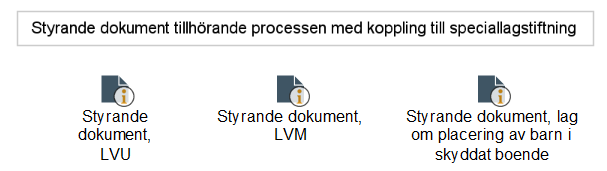 Styrande dokument tillhörande processen med koppling till speciallagstiftning
Styrande
dokument,
LVU
Styrande dokument,
LVM
Styrande dokument, lag
om placering av barn i
skyddat boende